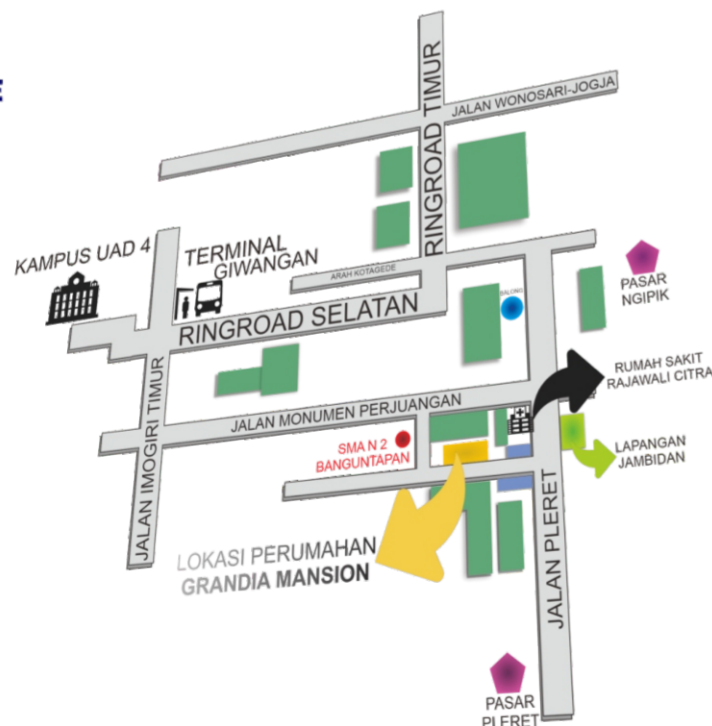 E
RINGROAD TIMUR
JALAN WONOSARI-JOGJA
KAMPUS UAD 4
TERMINAL
GIWANGAN
ARAH KOTAGEDE
RINGROAD SELATAN
BALONG
PASAR
NGIPIK
RUMAH SAKIT
RAJAWALI CITRA
JALAN IMOGIRI TIMUR
JALAN MONUMEN PERJUANGAN
SMA N 2
BANGUNTAPAN
LAPANGAN
JAMBIDAN
JALAN PLERET
LOKASI PERUMAHAN
GRANDIA MANSION
PASAR
PLERET